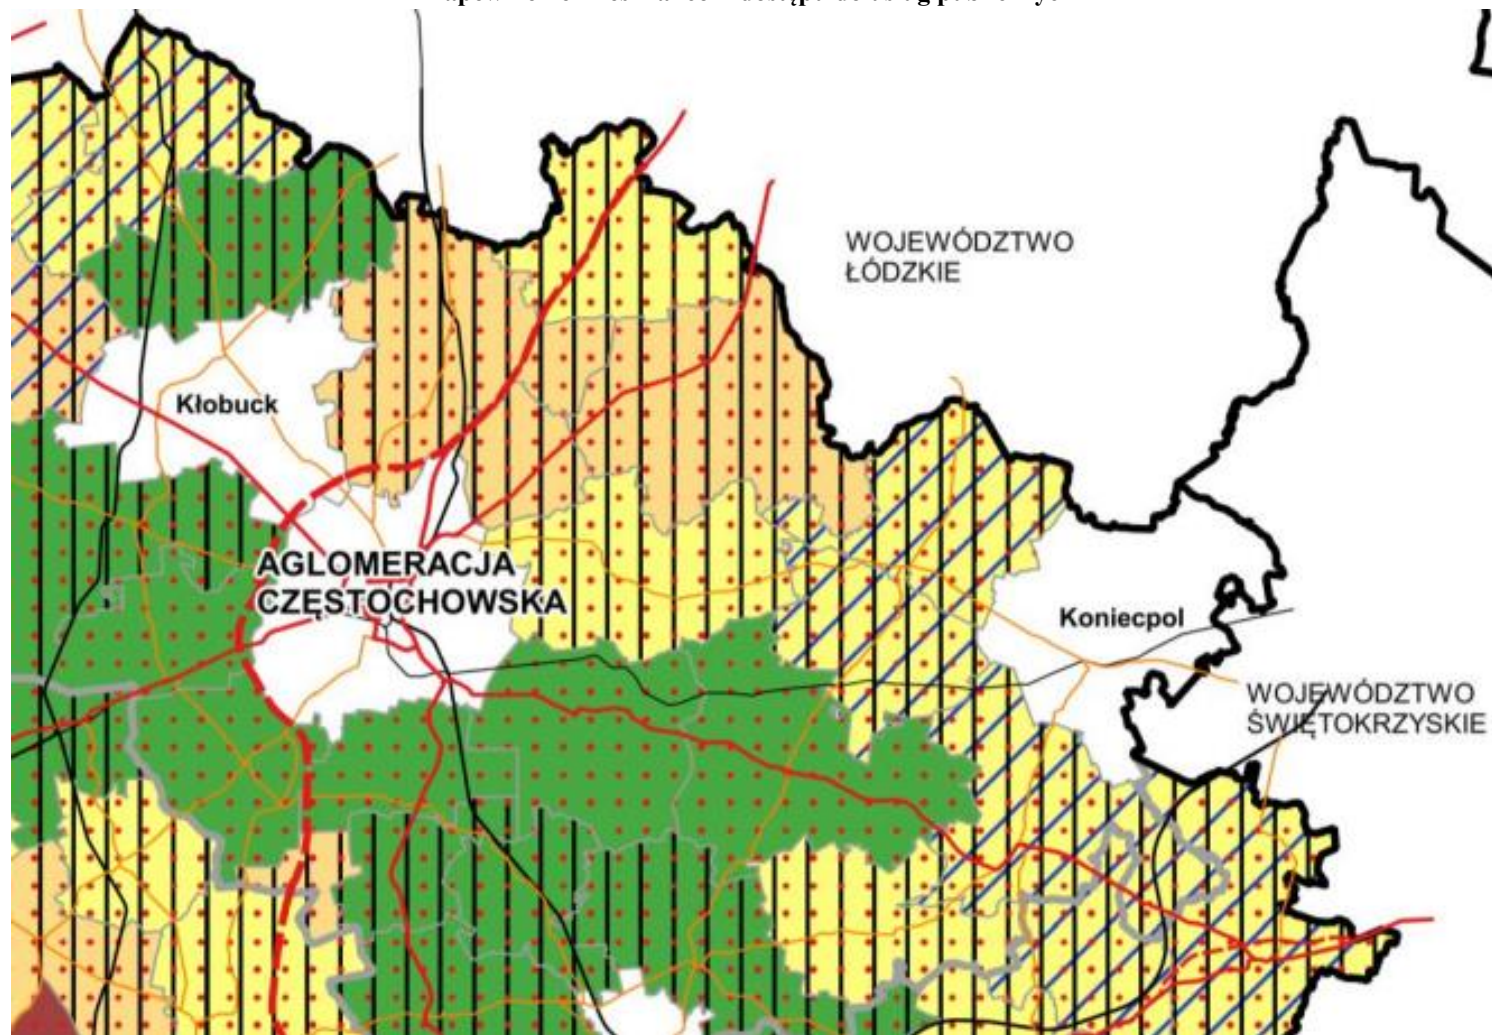 WOJEWÓDZTWO
ŁÓDZKIE
Kłobuck
AGLOMERACJA
CZĘSTOCHOWSKA
Koniecpol
WOJEWÓDZTWO
ŚWIĘTOKRZYSKIE